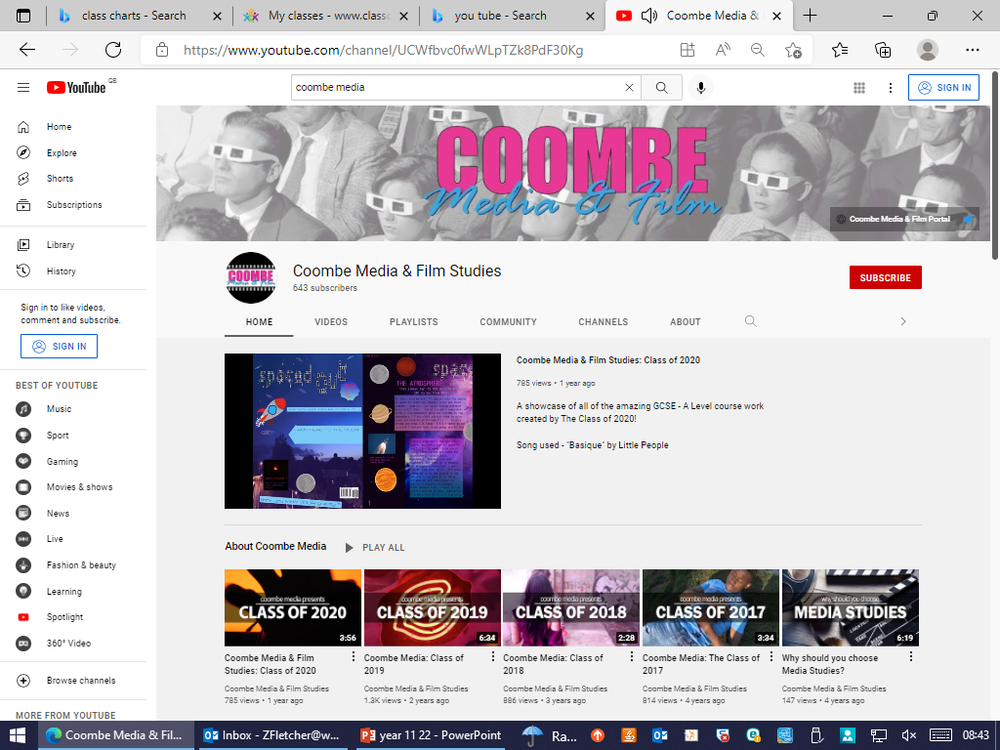 class charts - Search
My classes - www.classc
you tube - Search
Coombe Media &
https://www.youtube.com/channel/UCWfbvc0fwWLpTZk8PdF30Kg
YouTube GB
coombe media
SIGN IN
Home
Explore
Shorts
Subscriptions
Library
History
Sign in to like videos,
comment and subscribe.
SIGN IN
BEST OF YOUTUBE
Music
Sport
Gaming
Movies & shows
News
Live
Fashion & beauty
Learning
Spotlight
360° Video
Browse channels
MORE FROM YOUTUBE
COOMBE
Media & Film
Coombe Media & Film Portal
COOMBE
Media & Film
Coombe Media & Film Studies
643 subscribers
SUBSCRIBE
HOME
VIDEOS
PLAYLISTS
COMMUNITY
CHANNELS
ABOUT
spaced out
THE ATMOSPHERE
Coombe Media & Film Studies: Class of 2020
785 views • 1 year ago
A showcase of all of the amazing GCSE - A Level course work
created by The Class of 2020!
Song used - "Basique" by Little People
About Coombe Media
PLAY ALL
coombe media presents
CLASS OF 2020
3:56
Coombe Media & Film
Studies: Class of 2020
Coombe Media & Film Studies
785 views • 1 year ago
coombe media presents
CLASS OF 2019
6:34
Coombe Media: Class of
2019
Coombe Media & Film Studies
1.3K views • 2 years ago
coombe media presents
CLASS OF 2018
2:28
Coombe Media: Class of
2018
Coombe Media & Film Studies
886 views • 3 years ago
coombe media presents
CLASS OF 2017
3:34
Coombe Media: The Class of
2017
Coombe Media & Film Studies
814 views • 4 years ago
why should you choose
MEDIA STUDIES
6:19
Why should you choose
Media Studies?
Coombe Media & Film Studies
147 views • 4 years ago
Coombe Media & Fil...
Inbox - ZFletcher@w...
year 11 22 - PowerPoint
Ra...
08:43